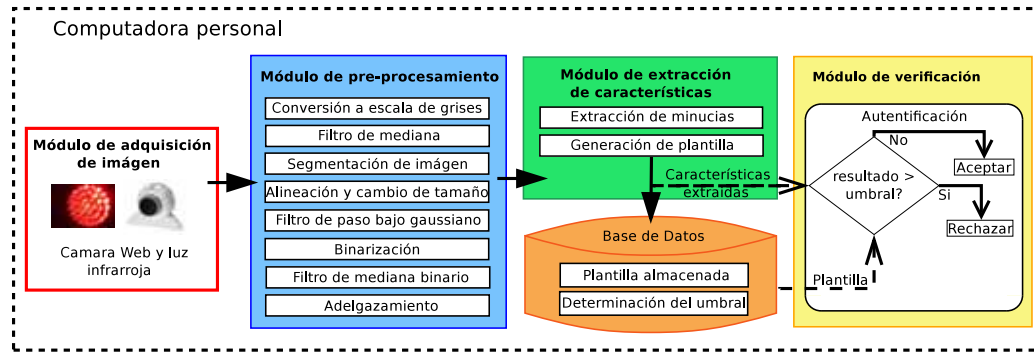 Computadora personal
Módulo de adquisición
de imágen
Camara Web y luz
infrarroja
Módulo de pre-procesamiento
Conversión a escala de grises
Filtro de mediana
Segmentación de imágen
Alineación y cambio de tamaño
Filtro de paso bajo gaussiano
Binarización
Filtro de mediana binario
Adelgazamiento
Módulo de extracción
de características
Extracción de minucias
Generación de plantilla
Características
extraídas
Base de Datos
Plantilla almacenada
Determinación del umbral
Plantilla
Módulo de verificación
Autentificación
No
Aceptar
resultado >
umbral?
Si
Rechazar